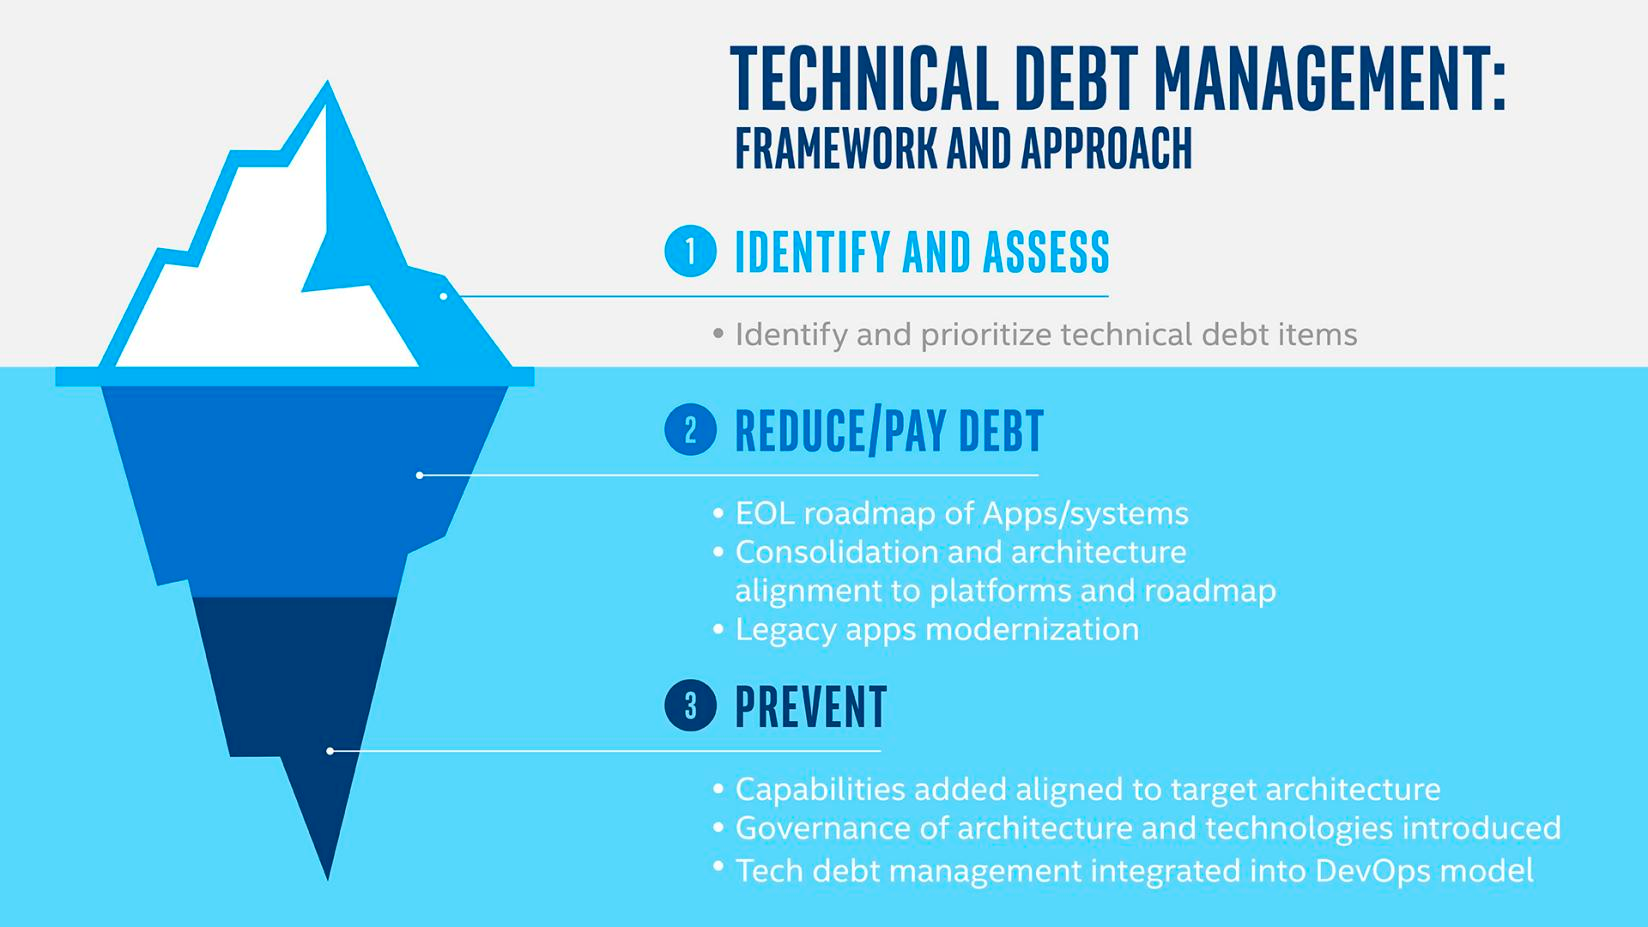 TECHNICAL DEBT MANAGEMENT:
FRAMEWORK AND APPROACH
1 IDENTIFY AND ASSESS
• Identify and prioritize technical debt items
2 REDUCE/PAY DEBT
• EOL roadmap of Apps/systems
• Consolidation and architecture
alignment to platforms and roadmap
• Legacy apps modernization
3 PREVENT
• Capabilities added aligned to target architecture
• Governance of architecture and technologies introduced
• Tech debt management integrated into DevOps model